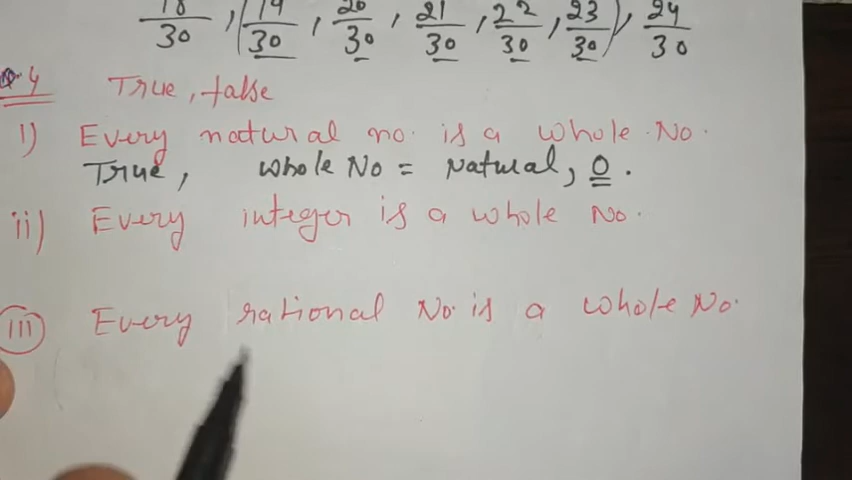 18/30, (19/30, 20/30, 21/30, 22/30, 23/30), 24/30
Q.4 True, false
i) Every natural no. is a whole No.
True, whole No = Natural, 0.
ii) Every integer is a whole No.
iii) Every rational No. is a whole No.